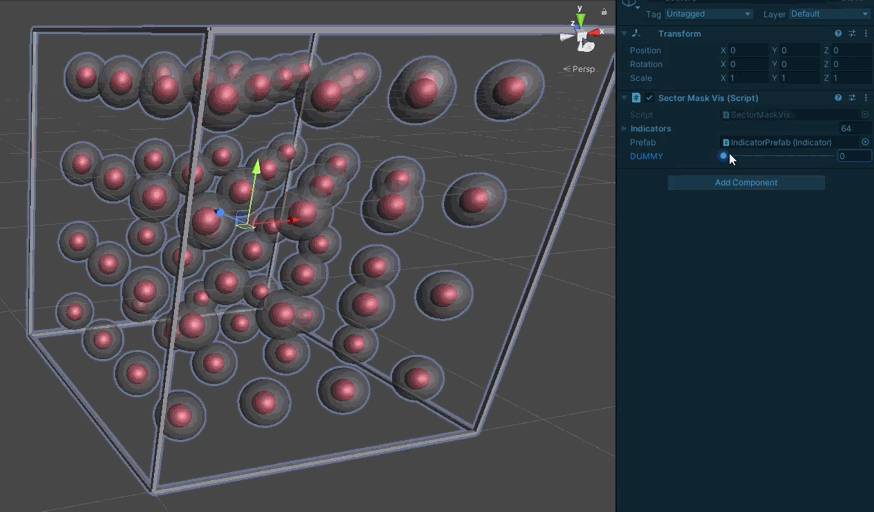 y
z
x
Persp
Tag Untagged Layer Default
Transform
Position X 0 Y 0 Z 0
Rotation X 0 Y 0 Z 0
Scale X 1 Y 1 Z 1
Sector Mask Vis (Script)
Script SectorMaskVis
Indicators 64
Prefab IndicatorPrefab (Indicator)
DUMMY 0
Add Component